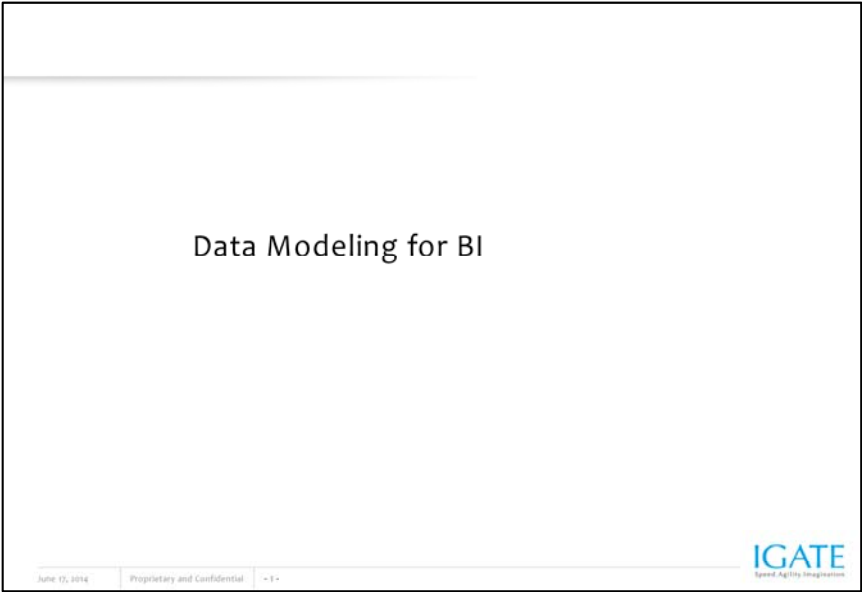 Data Modeling for BI
June 17, 2014 Proprietary and Confidential - 1 -
IGATE
Speed.Agility.Imagination